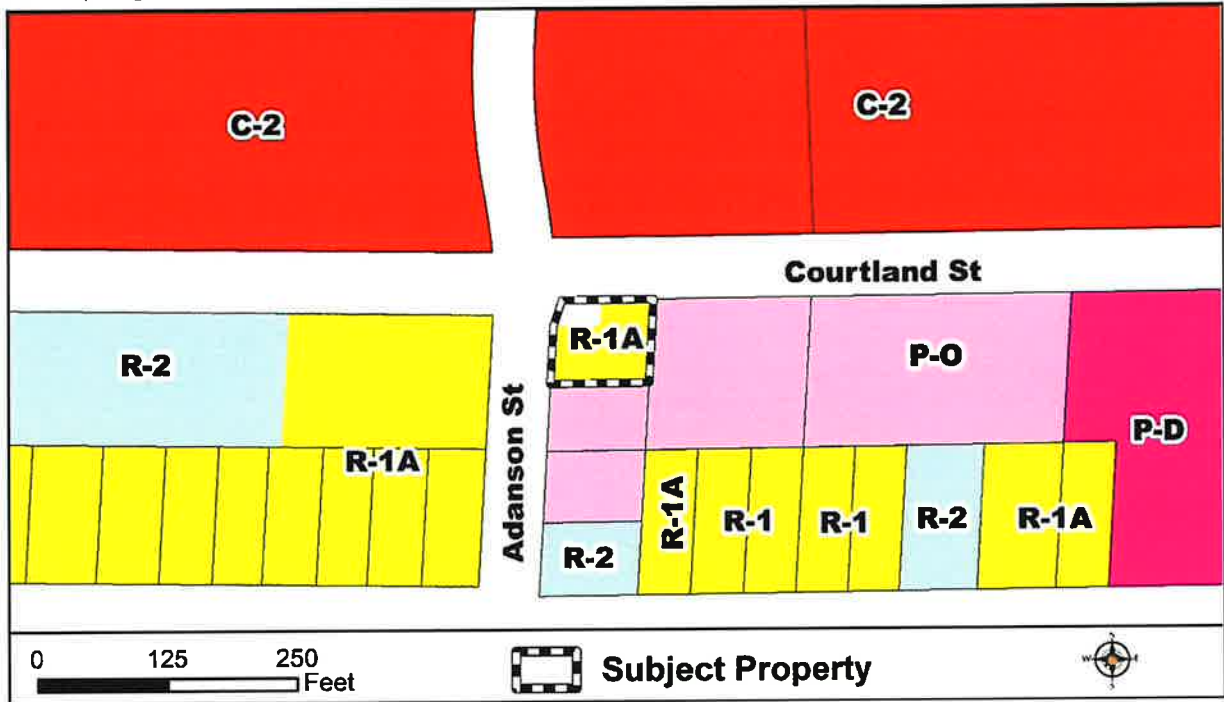 C-2
C-2
Courtland St
R-1A
R-2
P-O
P-D
R-1A
Adanson St
R-1A
R-1
R-1
R-2
R-1A
R-2
0 125 250
Feet
Subject Property